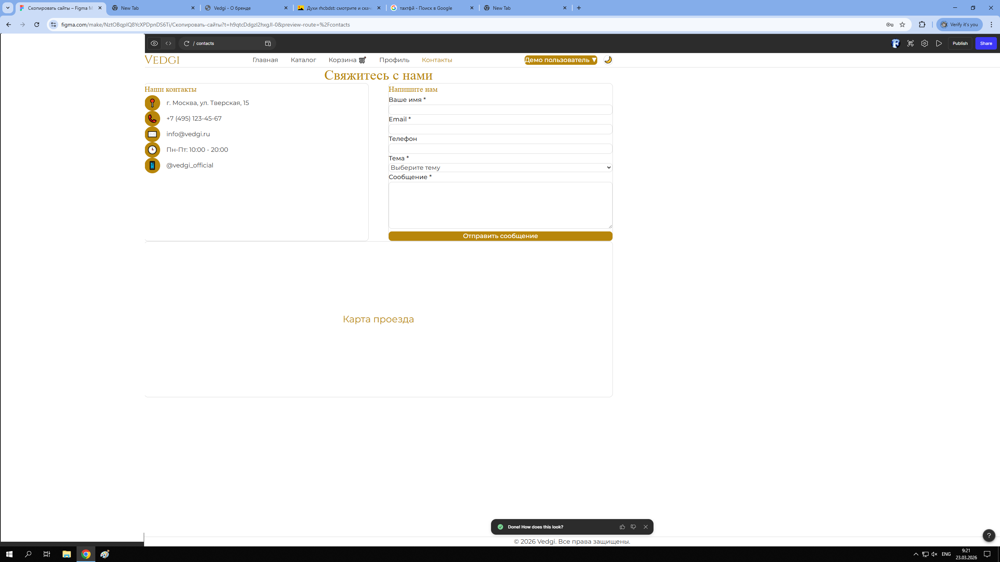 Скопировать сайты – Figma M
New Tab
Vedgi - О бренде
Духи rhcbdst: смотрите и скач
тахтфй - Поиск в Google
New Tab
figma.com/make/NztOBqpIQ8YcXPDpnDS6Ti/Скопировать-сайты?t=h9qtcDdgzl2hxgJI-0&preview-route=%2Fcontacts
Verify it's you
/ contacts
Publish
Share
VEDGI
Главная
Каталог
Корзина
Профиль
Контакты
Демо пользователь ▼
Свяжитесь с нами
Наши контакты
г. Москва, ул. Тверская, 15
+7 (495) 123-45-67
info@vedgi.ru
Пн-Пт: 10:00 - 20:00
@vedgi_official
Напишите нам
Ваше имя *
Email *
Телефон
Тема *
Выберите тему
Сообщение *
Отправить сообщение
Карта проезда
Done! How does this look?
?
© 2026 Vedgi. Все права защищены.
ENG
9:21
23.03.2026